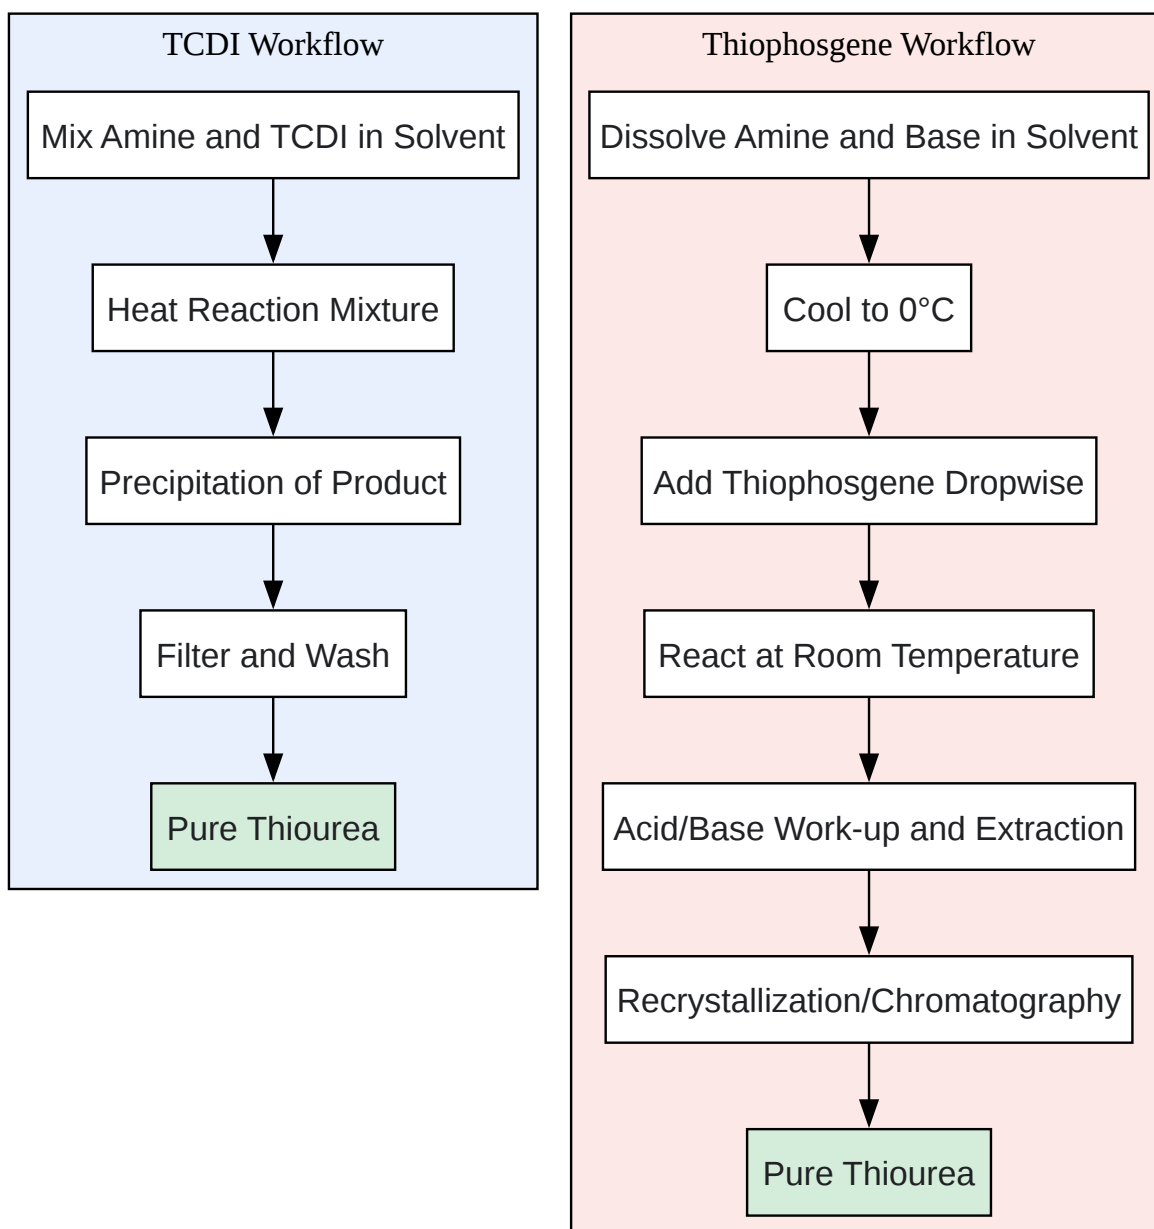 TCDI Workflow
Mix Amine and TCDI in Solvent
Heat Reaction Mixture
Precipitation of Product
Filter and Wash
Pure Thiourea
Thiophosgene Workflow
Dissolve Amine and Base in Solvent
Cool to 0°C
Add Thiophosgene Dropwise
React at Room Temperature
Acid/Base Work-up and Extraction
Recrystallization/Chromatography
Pure Thiourea